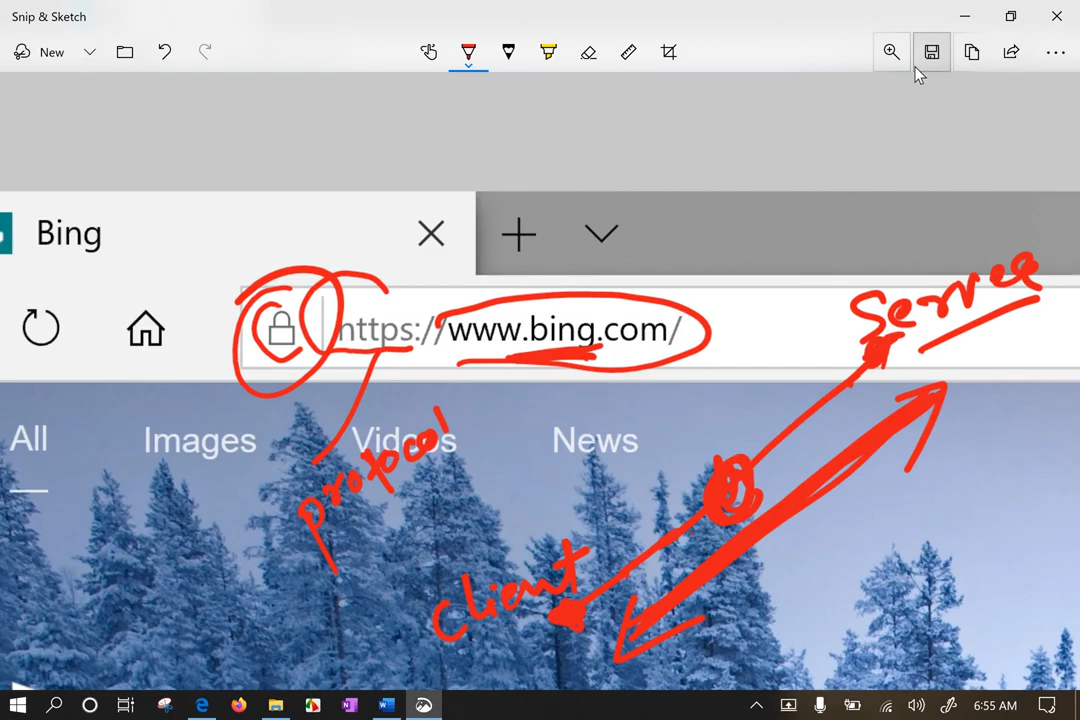 Snip & Sketch
New
Bing
https://www.bing.com/
Server
All Images Videos News
protocol
Client
6:55 AM